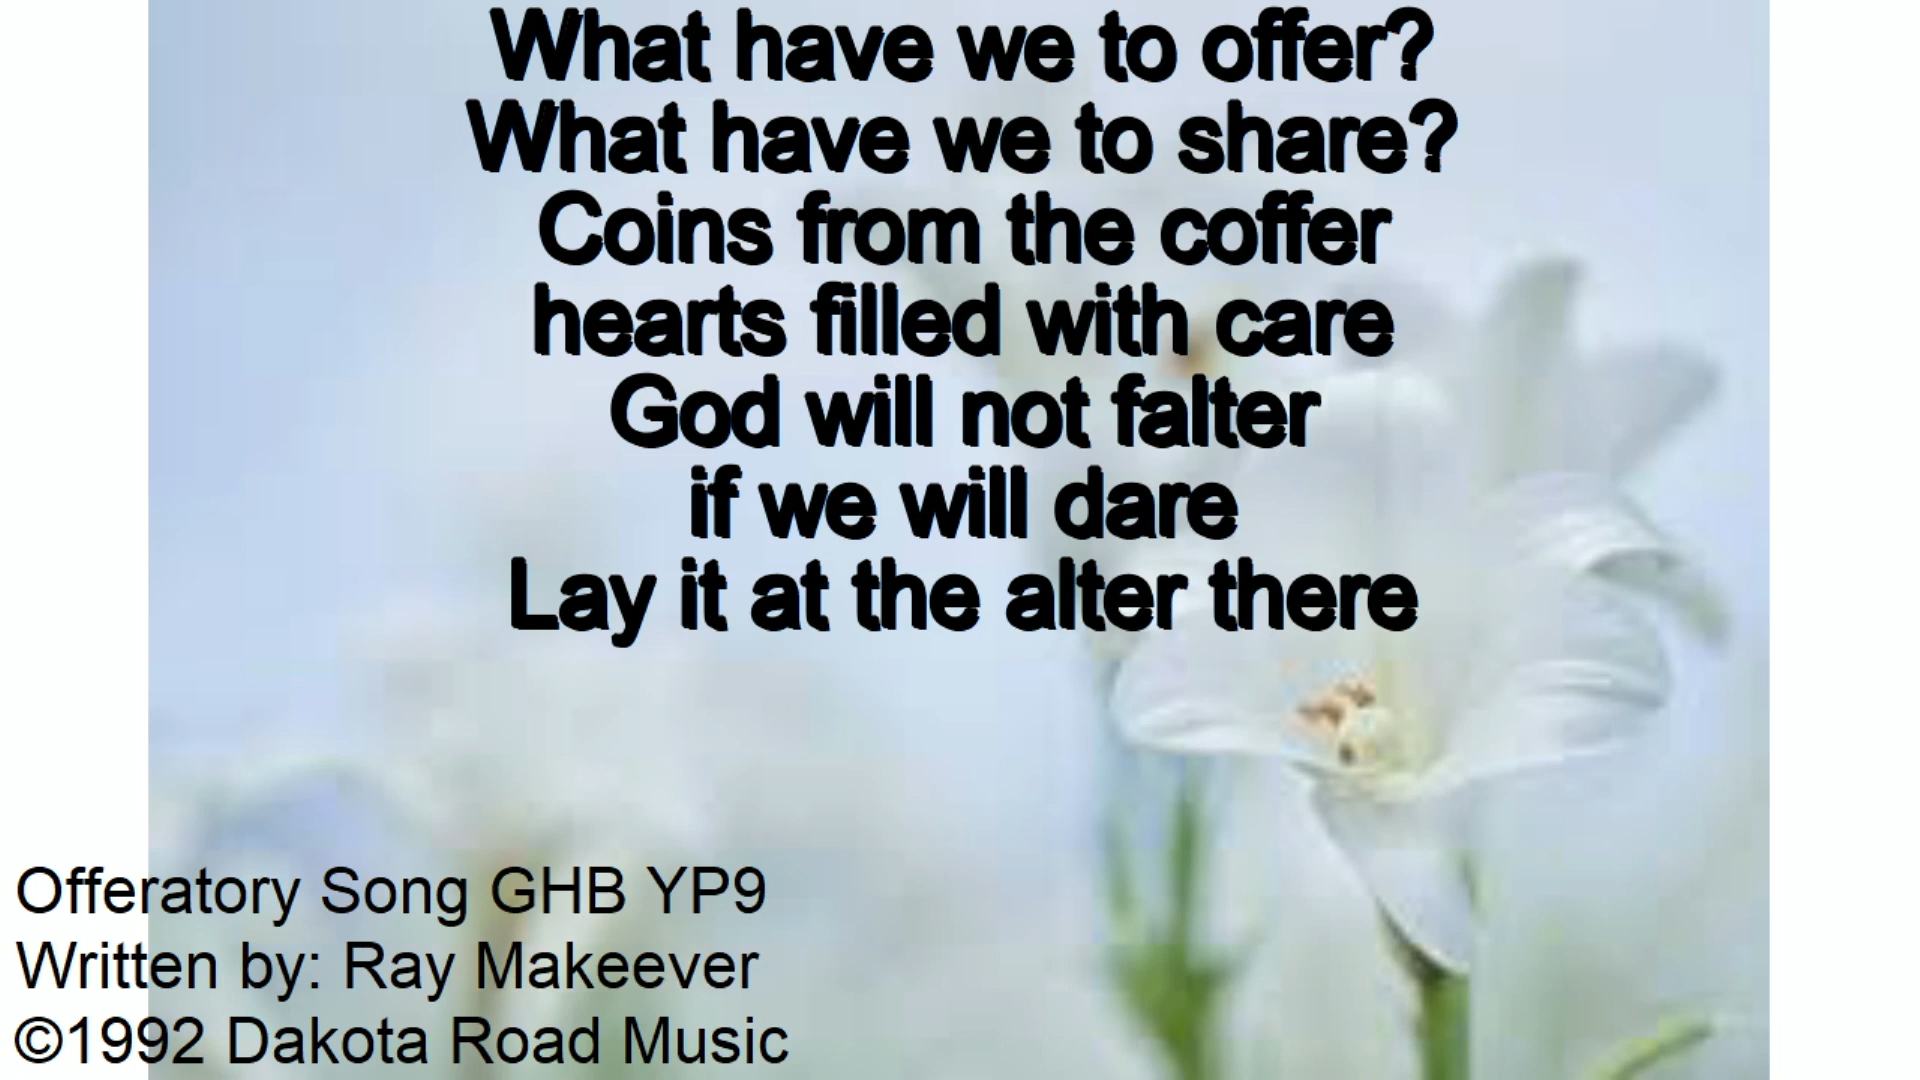 What have we to offer?
What have we to share?
Coins from the coffer
hearts filled with care
God will not falter
if we will dare
Lay it at the alter there
Offeratory Song GHB YP9
Written by: Ray Makeever
©1992 Dakota Road Music